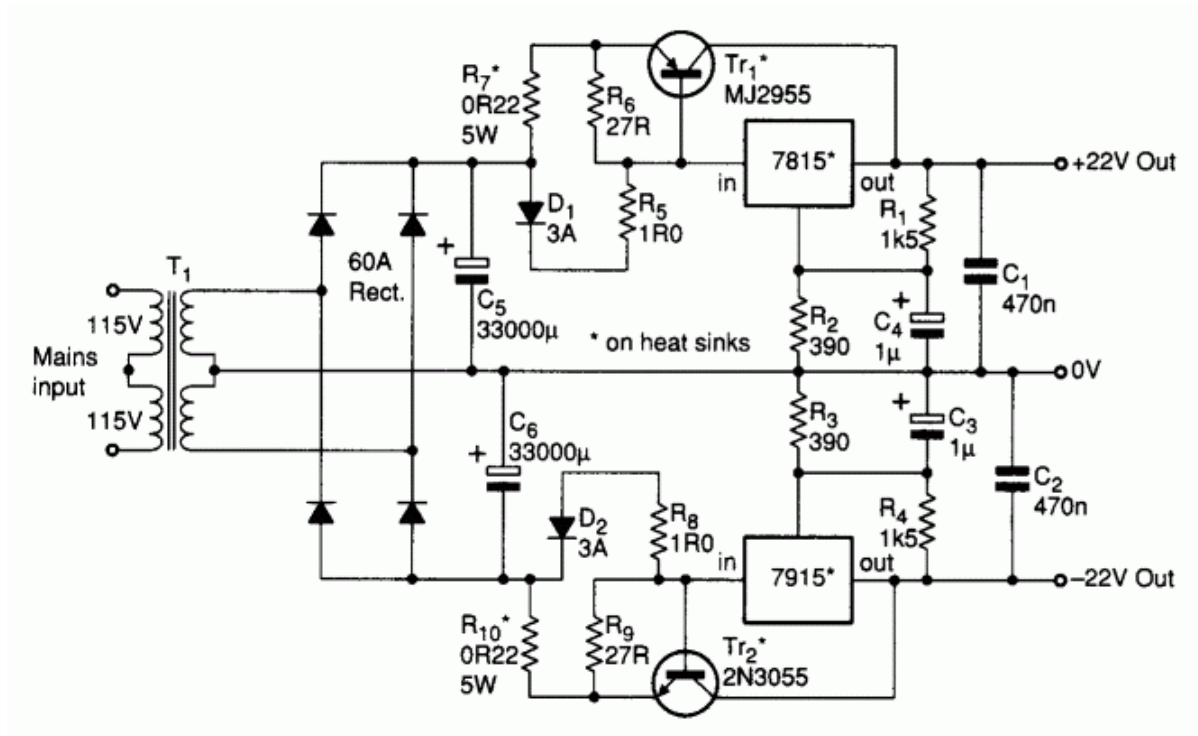 R7*
0R22
5W
R6
27R
Tr1*
MJ2955
7815*
in
out
+22V Out
D1
3A
R5
1R0
R1
1k5
T1
60A
Rect.
+
C5
33000μ
C1
470n
115V
Mains
input
115V
R2
390
* on heat sinks
+
C4
1μ
0V
R3
390
+
C3
1μ
+
C6
33000μ
C2
470n
D2
3A
R8
1R0
R4
1k5
in
out
7915*
-22V Out
R10*
0R22
5W
R9
27R
Tr2*
2N3055